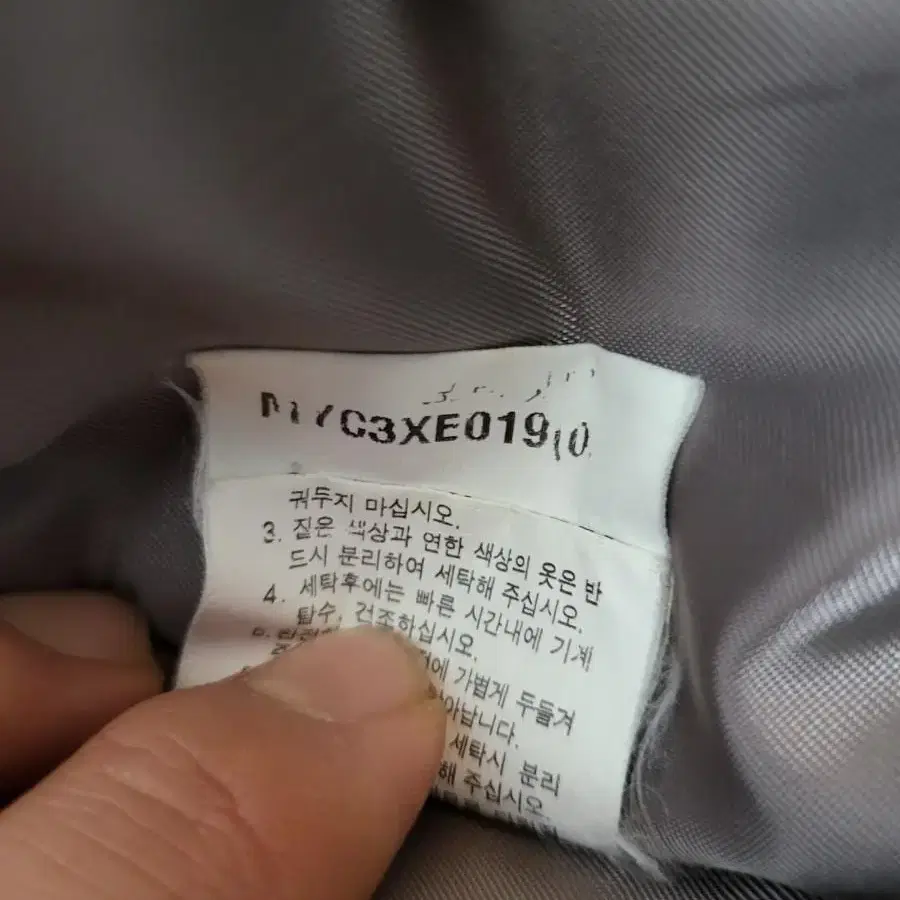 C3XE019(0
궈두지 마십시오.
3. 짙은 색상과 연한 색상의 옷은 반
드시 분리하여 세탁해 주십시오.
4. 세탁후에는 빠른 시간내에 기계
탈수, 건조하십시오.
가볍게 두들겨
아납니다.
세탁시 분리
해 주십시오.